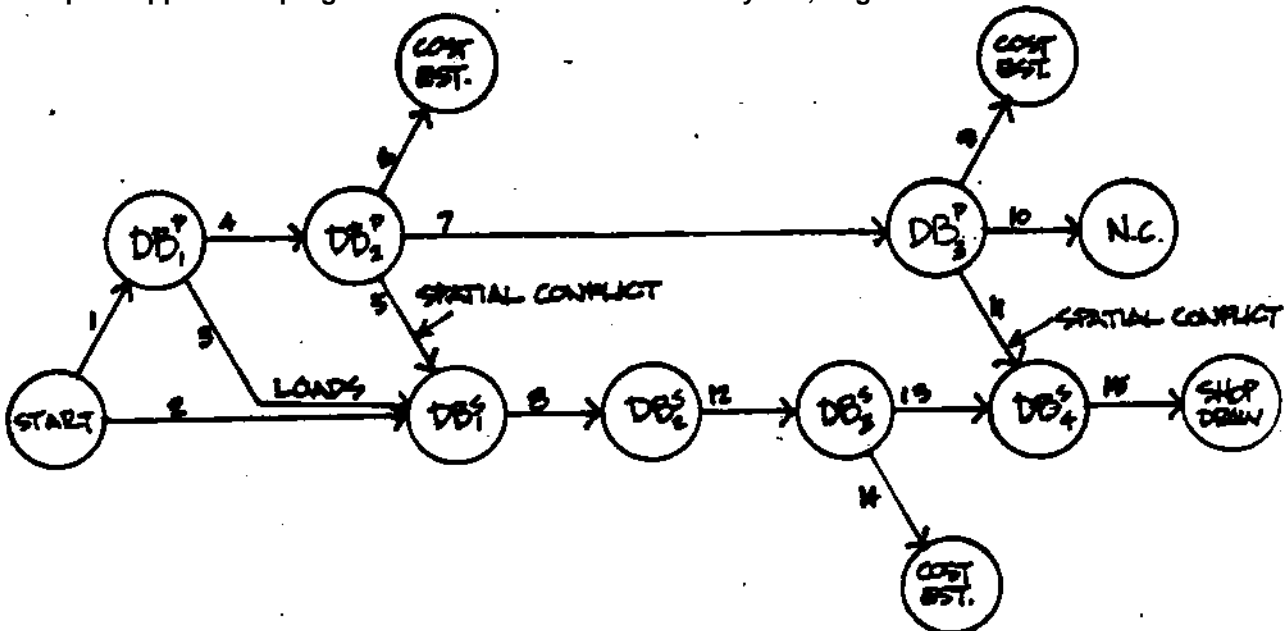 COST
EST.
COST
EST.
6
9
DB₁ᴾ
4
DB₂ᴾ
7
DB₃ᴾ
10
N.C.
1
3
5
SPATIAL CONFLICT
11
SPATIAL CONFLICT
START
2
LOADS
DB₁ˢ
8
DB₂ˢ
12
DB₃ˢ
13
DB₄ˢ
15
SHOP
DRAW
14
COST
EST.